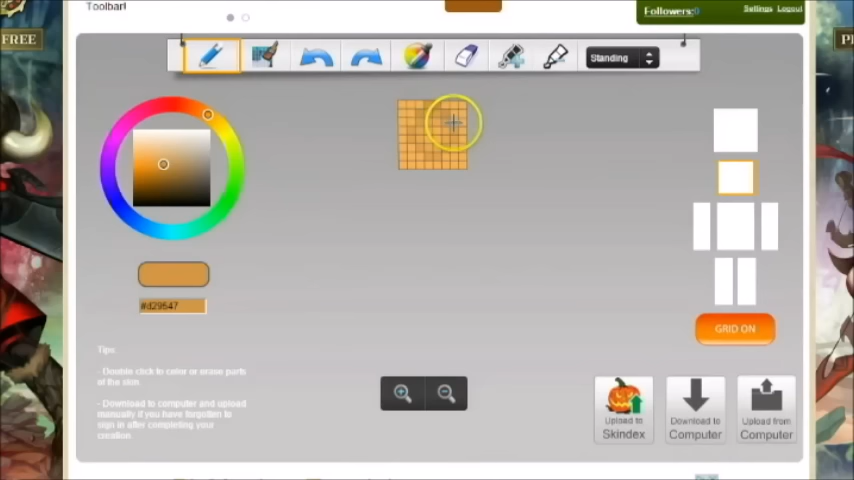 Toolbar!
Followers:0
Settings Logout
FREE
Standing
#d29547
GRID ON
Tips:
- Double click to color or erase parts
of the skin.
- Download to computer and upload
manually if you have forgotten to
sign in after completing your
creation
Upload to
Skindex
Download to
Computer
Upload from
Computer